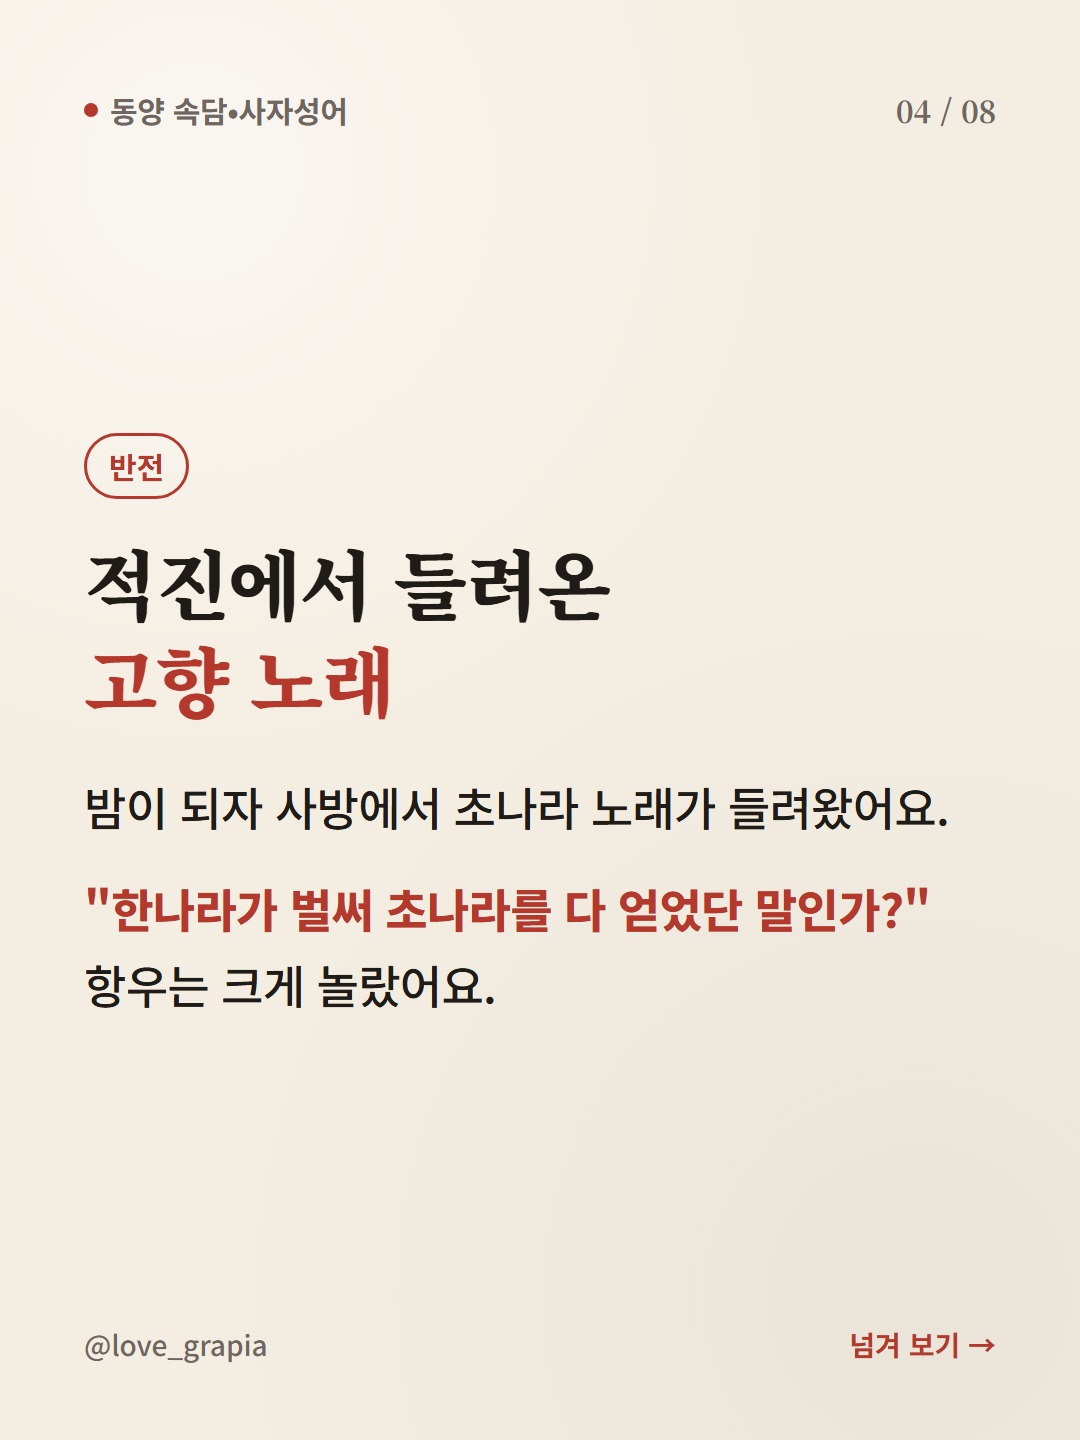 동양 속담•사자성어
04 / 08
반전
적진에서 들려온
고향 노래
밤이 되자 사방에서 초나라 노래가 들려왔어요.
"한나라가 벌써 초나라를 다 얻었단 말인가?"
항우는 크게 놀랐어요.
@love_grapia
넘겨 보기 →